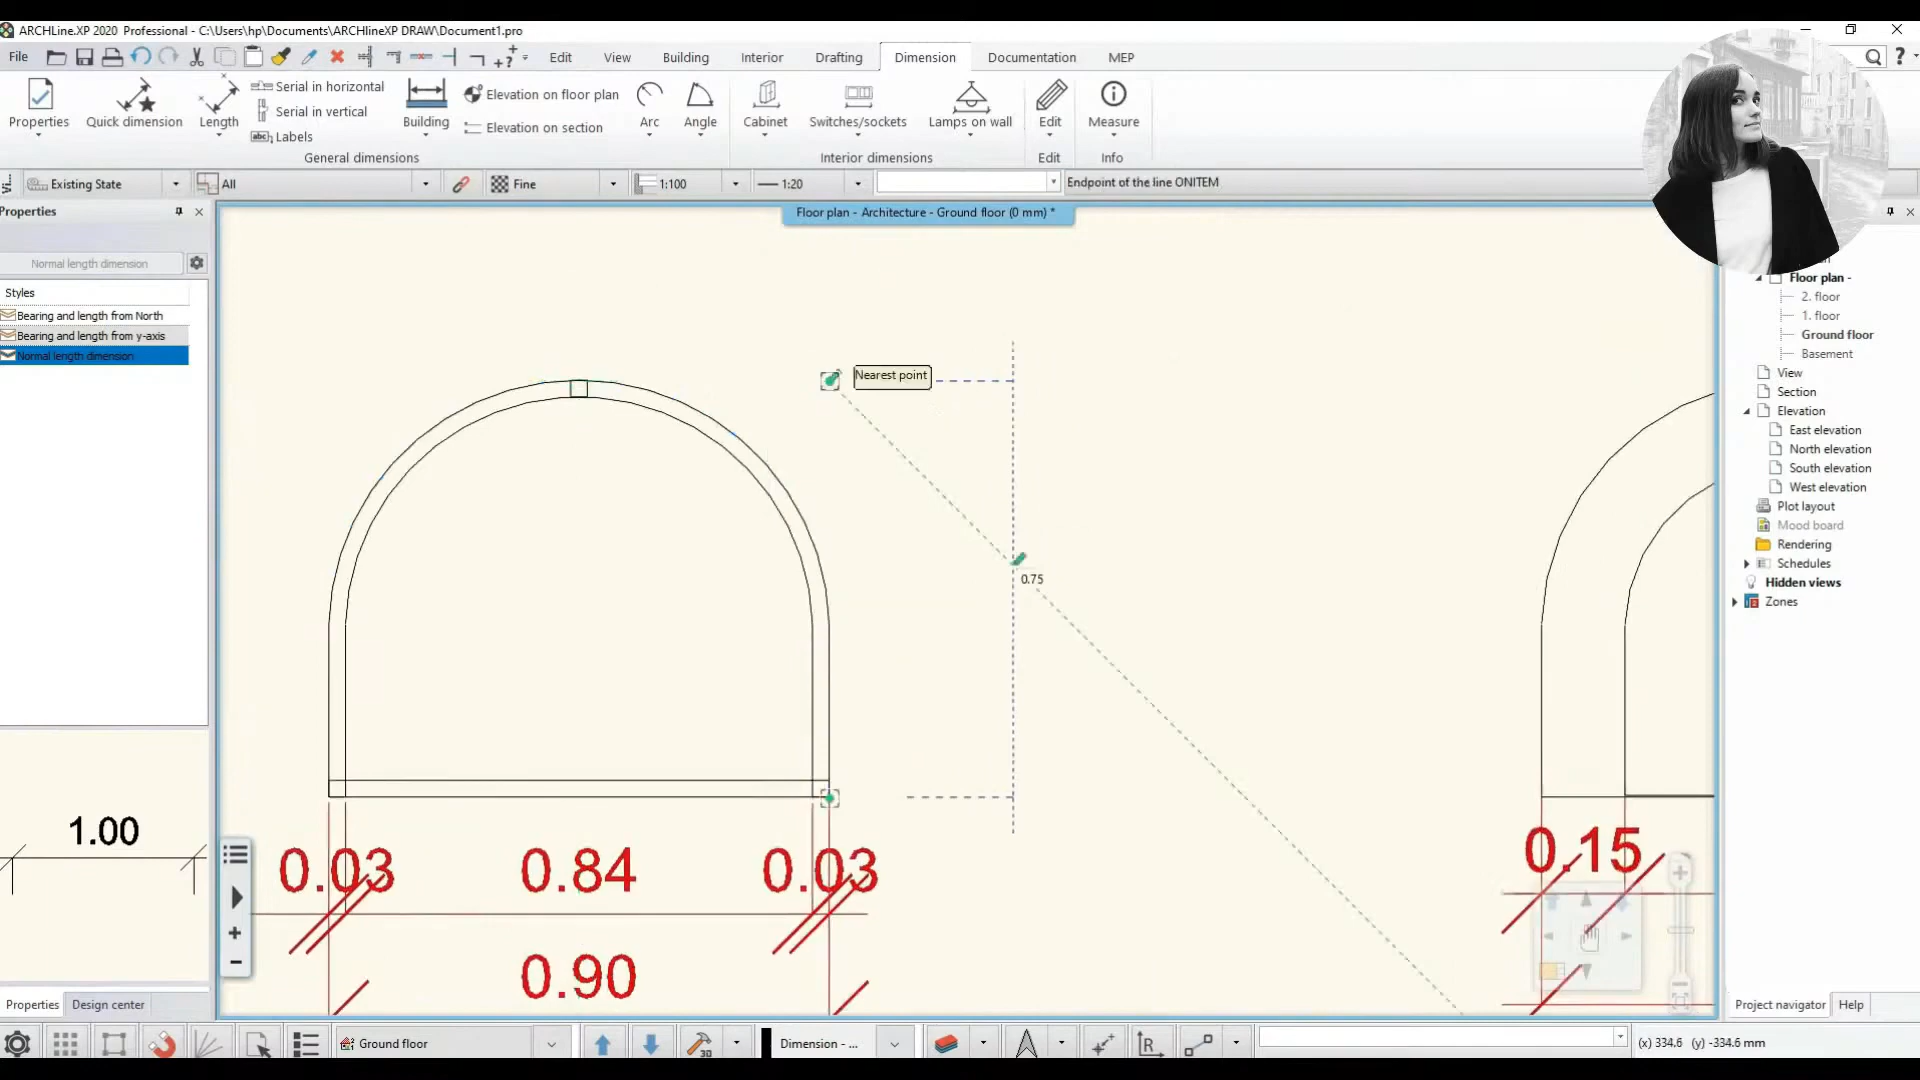 ARCHLine.XP 2020 Professional - C:\Users\hp\Documents\ARCHlineXP DRAW\Document1.pro
File Edit View Building Interior Drafting Dimension Documentation MEP
Properties
Quick dimension
Length
Serial in horizontal
Serial in vertical
Labels
Building
Elevation on floor plan
Elevation on section
Arc
Angle
Cabinet
Switches/sockets
Lamps on wall
Edit
Measure
General dimensions
Interior dimensions
Edit
Info
Existing State
All
Fine
1:100
1:20
Endpoint of the line ONITEM
Properties
Floor plan - Architecture - Ground floor (0 mm) *
Normal length dimension
Styles
Bearing and length from North
Bearing and length from y-axis
Normal length dimension
1.00
Nearest point
0.75
0.03
0.84
0.03
0.90
0.15
Floor plan -
2. floor
1. floor
Ground floor
Basement
View
Section
Elevation
East elevation
North elevation
South elevation
West elevation
Plot layout
Mood board
Rendering
Schedules
Hidden views
Zones
Properties
Design center
Project navigator
Help
Ground floor
3D
Dimension - ...
R
(x) 334.6 (y) -334.6 mm